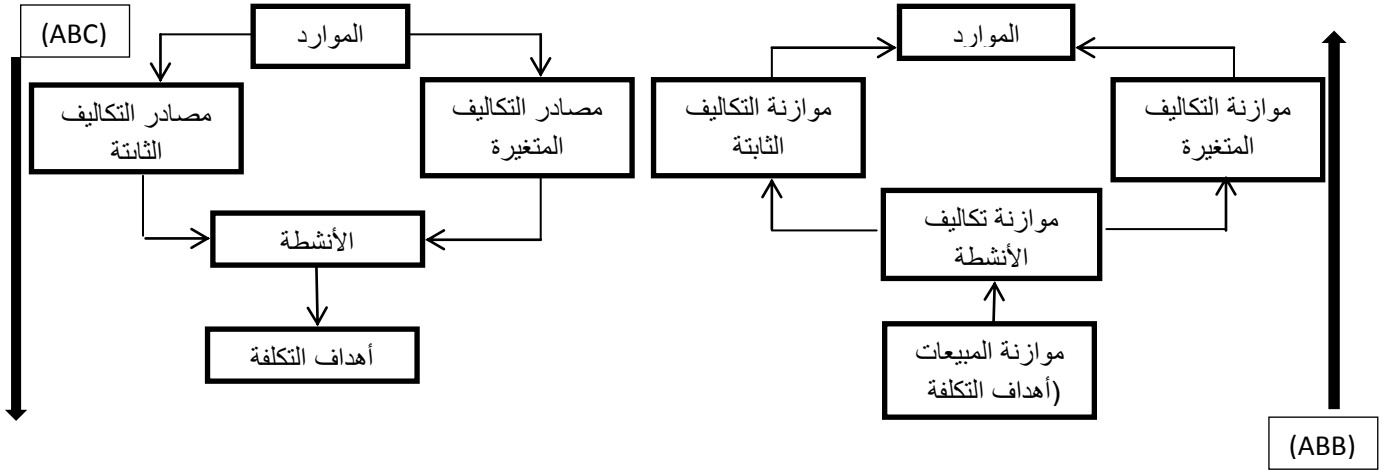 (ABC)
الموارد
مصادر التكاليف
الثابتة
مصادر التكاليف
المتغيرة
الأنشطة
أهداف التكلفة
الموارد
موازنة التكاليف
الثابتة
موازنة التكاليف
المتغيرة
موازنة تكاليف
الأنشطة
موازنة المبيعات
(أهداف التكلفة
(ABB)